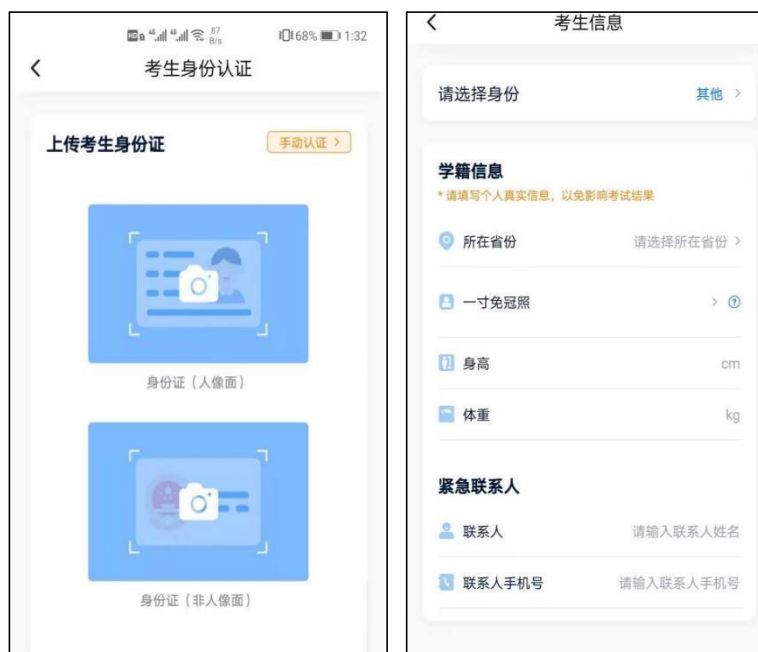 HD B 4G 4G 87 B/s 68% 1:32
考生身份认证
上传考生身份证
手动认证 >
身份证（人像面）
身份证（非人像面）
考生信息
请选择身份 其他 >
学籍信息
* 请填写个人真实信息，以免影响考试结果
所在省份 请选择所在省份 >
一寸免冠照 > ?
身高 cm
体重 kg
紧急联系人
联系人 请输入联系人姓名
联系人手机号 请输入联系人手机号